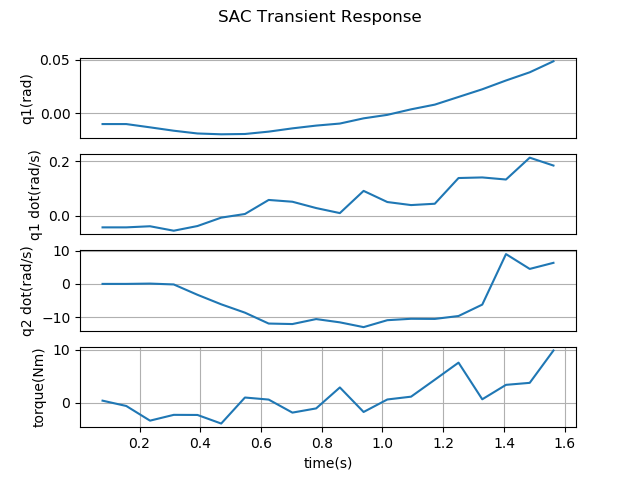 SAC Transient Response
0.05
0.00
q1(rad)
0.2
0.0
q1 dot(rad/s)
10
0
−10
q2 dot(rad/s)
10
0
torque(Nm)
0.2 0.4 0.6 0.8 1.0 1.2 1.4 1.6
time(s)